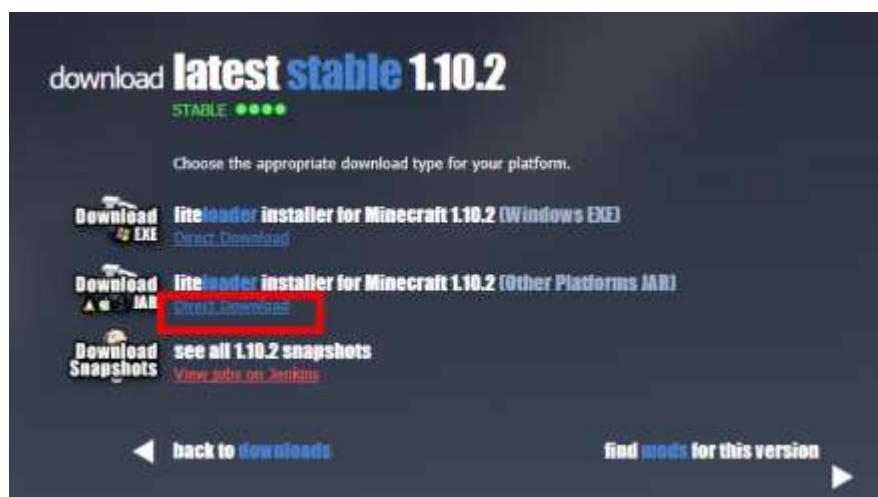 download latest stable 1.10.2
STABLE
Choose the appropriate download type for your platform.
Download EXE
liteloader installer for Minecraft 1.10.2 (Windows EXE)
Direct Download
Download JAR
liteloader installer for Minecraft 1.10.2 (Other Platforms JAR)
Direct Download
Download Snapshots
see all 1.10.2 snapshots
View jobs on Jenkins
back to downloads
find mods for this version